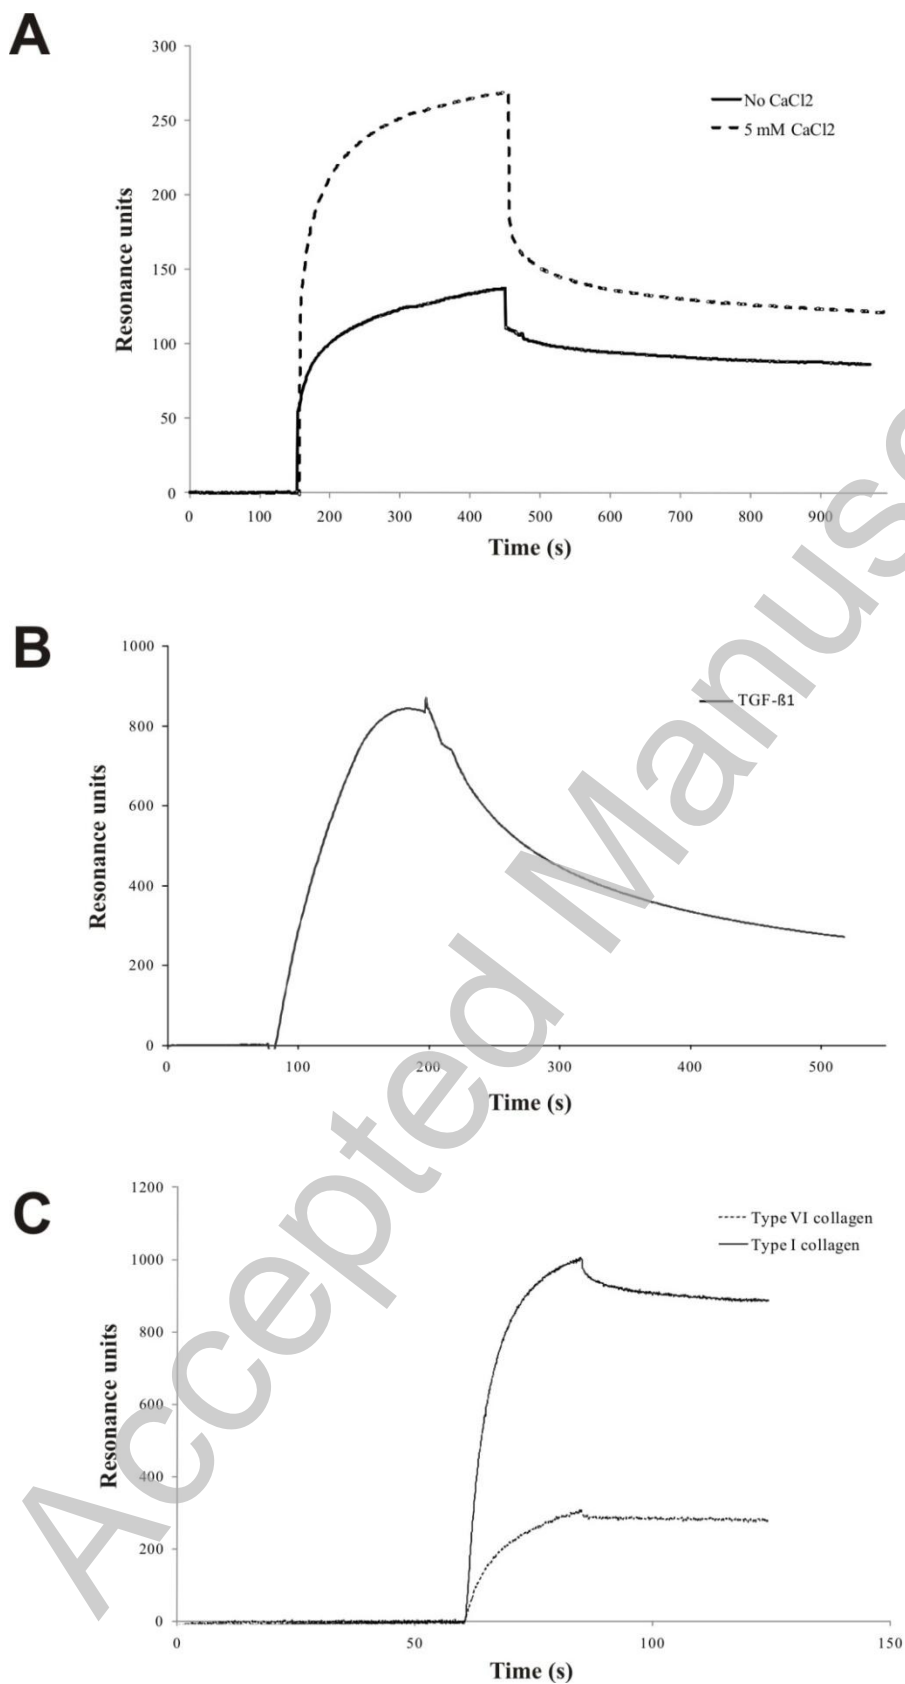 A
300
250
200
150
100
50
0
Resonance units
No CaCl2
5 mM CaCl2
0 100 200 300 400 500 600 700 800 900
Time (s)
B
1000
800
600
400
200
0
Resonance units
TGF-ß1
0 100 200 300 400 500
Time (s)
C
1200
1000
800
600
400
200
0
Resonance units
Type VI collagen
Type I collagen
0 50 100 150
Time (s)
Accepted Manusc